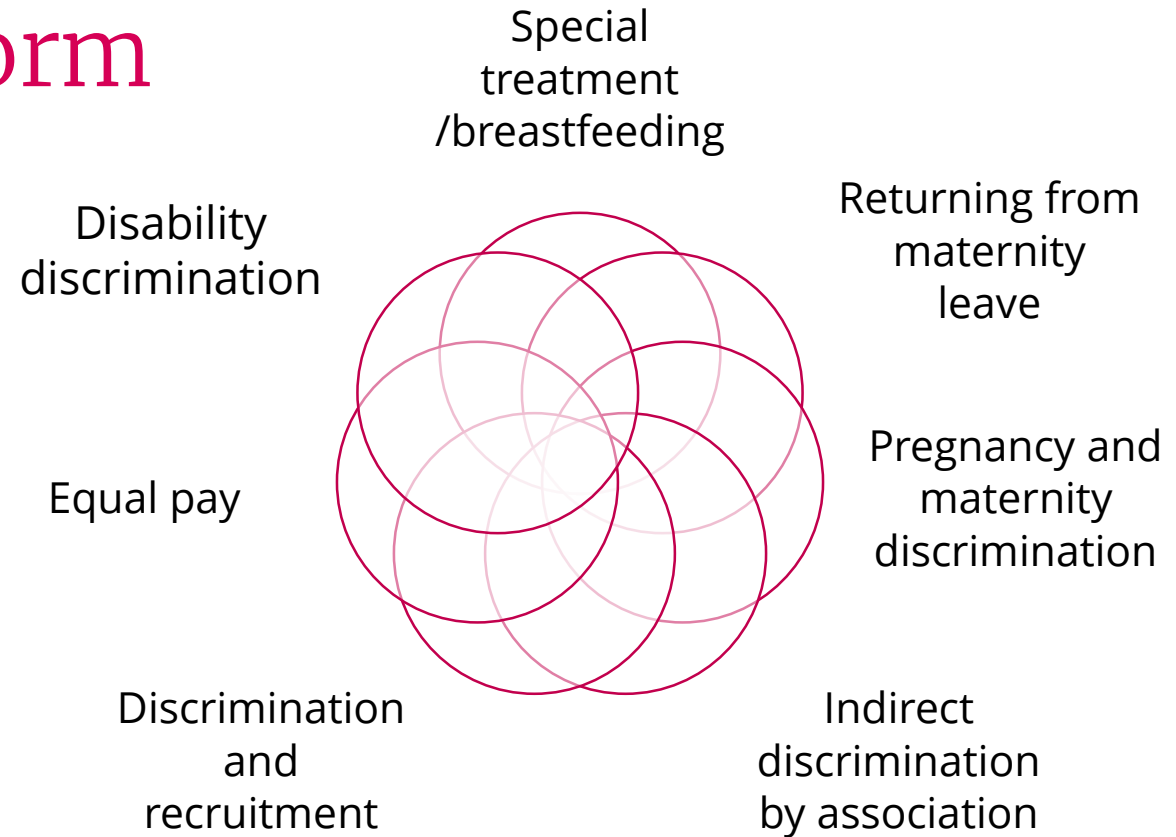 orm
Special
treatment
/breastfeeding
Returning from
maternity
leave
Disability
discrimination
Pregnancy and
maternity
discrimination
Equal pay
Indirect
discrimination
by association
Discrimination
and
recruitment